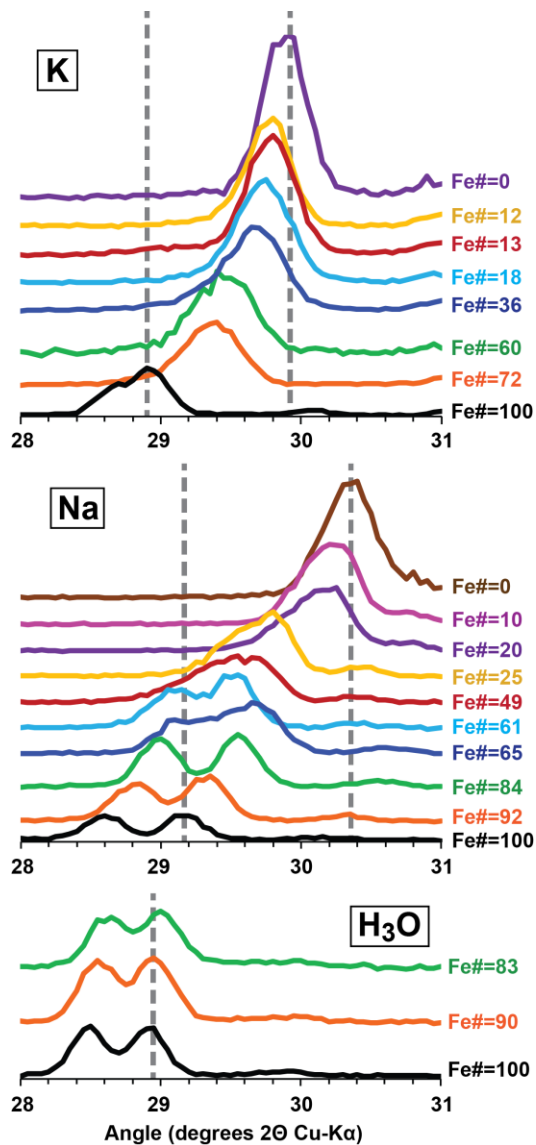 K
Fe#=0
Fe#=12
Fe#=13
Fe#=18
Fe#=36
Fe#=60
Fe#=72
Fe#=100
28 29 30 31
Na
Fe#=0
Fe#=10
Fe#=20
Fe#=25
Fe#=49
Fe#=61
Fe#=65
Fe#=84
Fe#=92
Fe#=100
28 29 30 31
H₃O
Fe#=83
Fe#=90
Fe#=100
28 29 30 31
Angle (degrees 2Θ Cu-Kα)